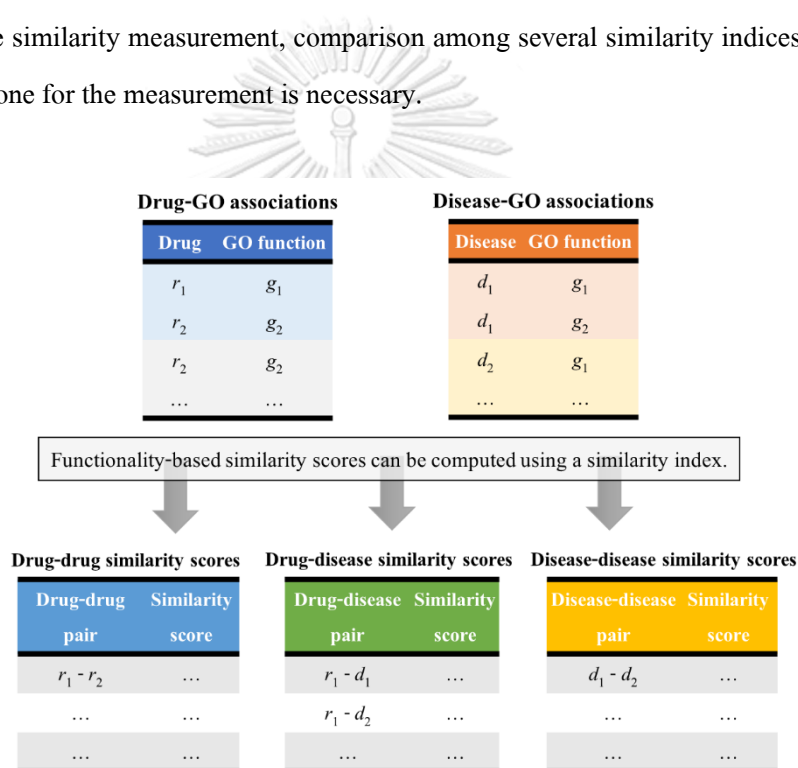 e similarity measurement, comparison among several similarity indices
one for the measurement is necessary.
Drug-GO associations
Drug GO function
r1 g1
r2 g2
r2 g2
... ...
Disease-GO associations
Disease GO function
d1 g1
d1 g2
d2 g1
... ...
Functionality-based similarity scores can be computed using a similarity index.
Drug-drug similarity scores
Drug-drug Similarity
pair score
r1 - r2 ...
... ...
... ...
Drug-disease similarity scores
Drug-disease Similarity
pair score
r1 - d1 ...
r1 - d2 ...
... ...
Disease-disease similarity scores
Disease-disease Similarity
pair score
d1 - d2 ...
... ...
... ...